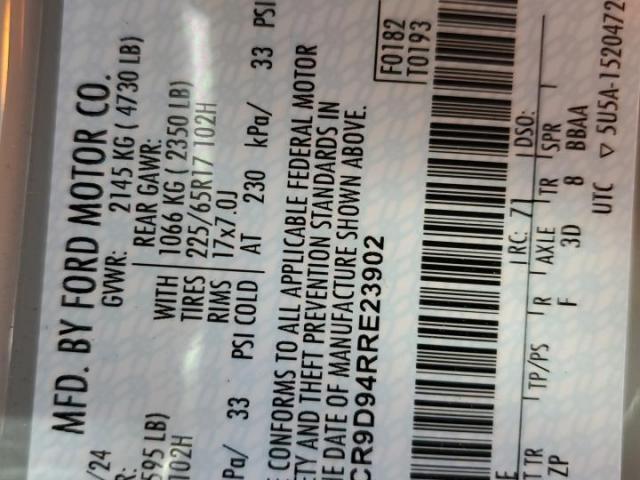 MFD. BY FORD MOTOR CO.
/24 GVWR: 2145 KG ( 4730 LB)
R: REAR GAWR:
595 LB) WITH 1066 KG ( 2350 LB)
102H TIRES 225/65R17 102H
RIMS 17x7.0J
Pa/ 33 PSI COLD AT 230 kPa/ 33 PSI
CONFORMS TO ALL APPLICABLE FEDERAL MOTOR
ETY AND THEFT PREVENTION STANDARDS IN
E DATE OF MANUFACTURE SHOWN ABOVE.
CR9D94RRE23902
F0182
T0193
E RC: 71 DSO:
T TR TP/PS R AXLE TR SPR
ZP F 3D 8 BBAA
UTC ▽ 5U5A-1520472